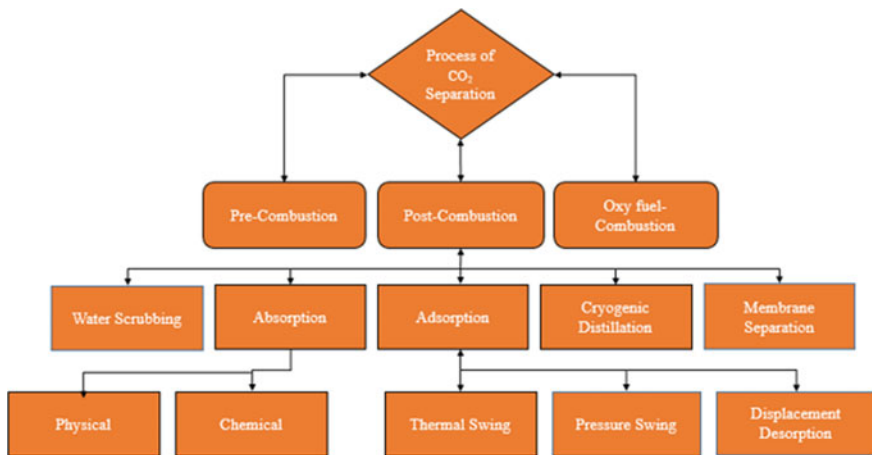 Process of
CO₂
Separation
Pre-Combustion
Post-Combustion
Oxy fuel-
Combustion
Water Scrubbing
Absorption
Adsorption
Cryogenic
Distillation
Membrane
Separation
Physical
Chemical
Thermal Swing
Pressure Swing
Displacement
Desorption